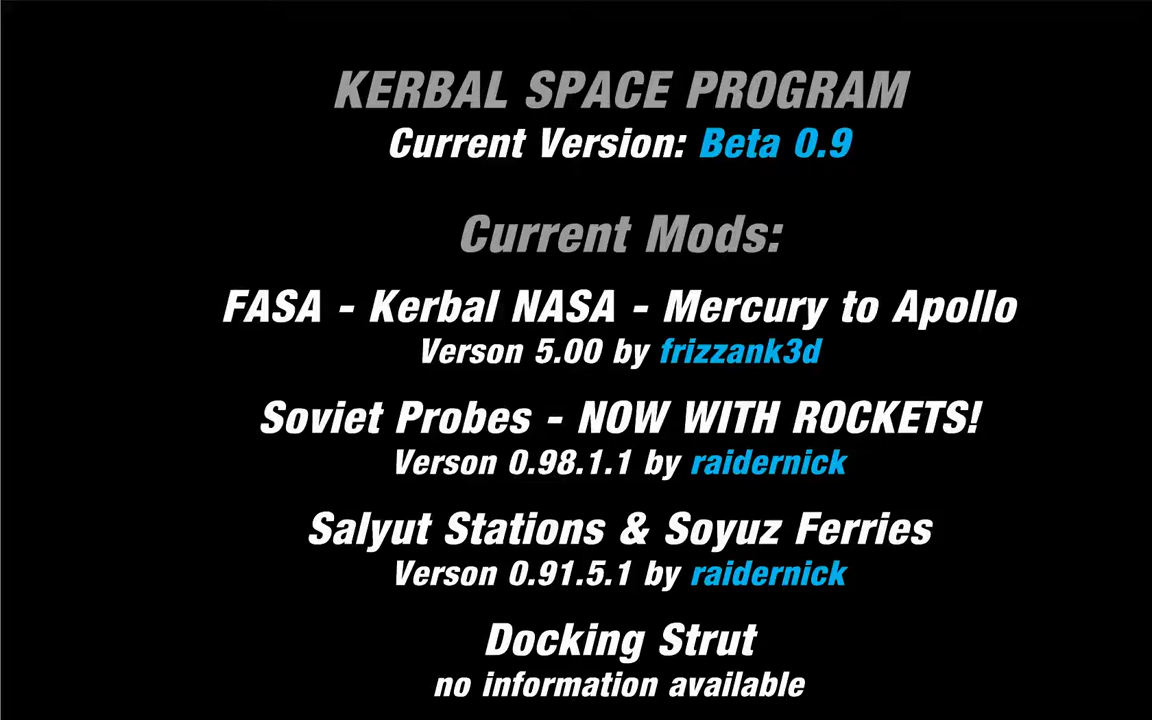 KERBAL SPACE PROGRAM
Current Version: Beta 0.9
Current Mods:
FASA - Kerbal NASA - Mercury to Apollo
Verson 5.00 by frizzank3d
Soviet Probes - NOW WITH ROCKETS!
Verson 0.98.1.1 by raidernick
Salyut Stations & Soyuz Ferries
Verson 0.91.5.1 by raidernick
Docking Strut
no information available